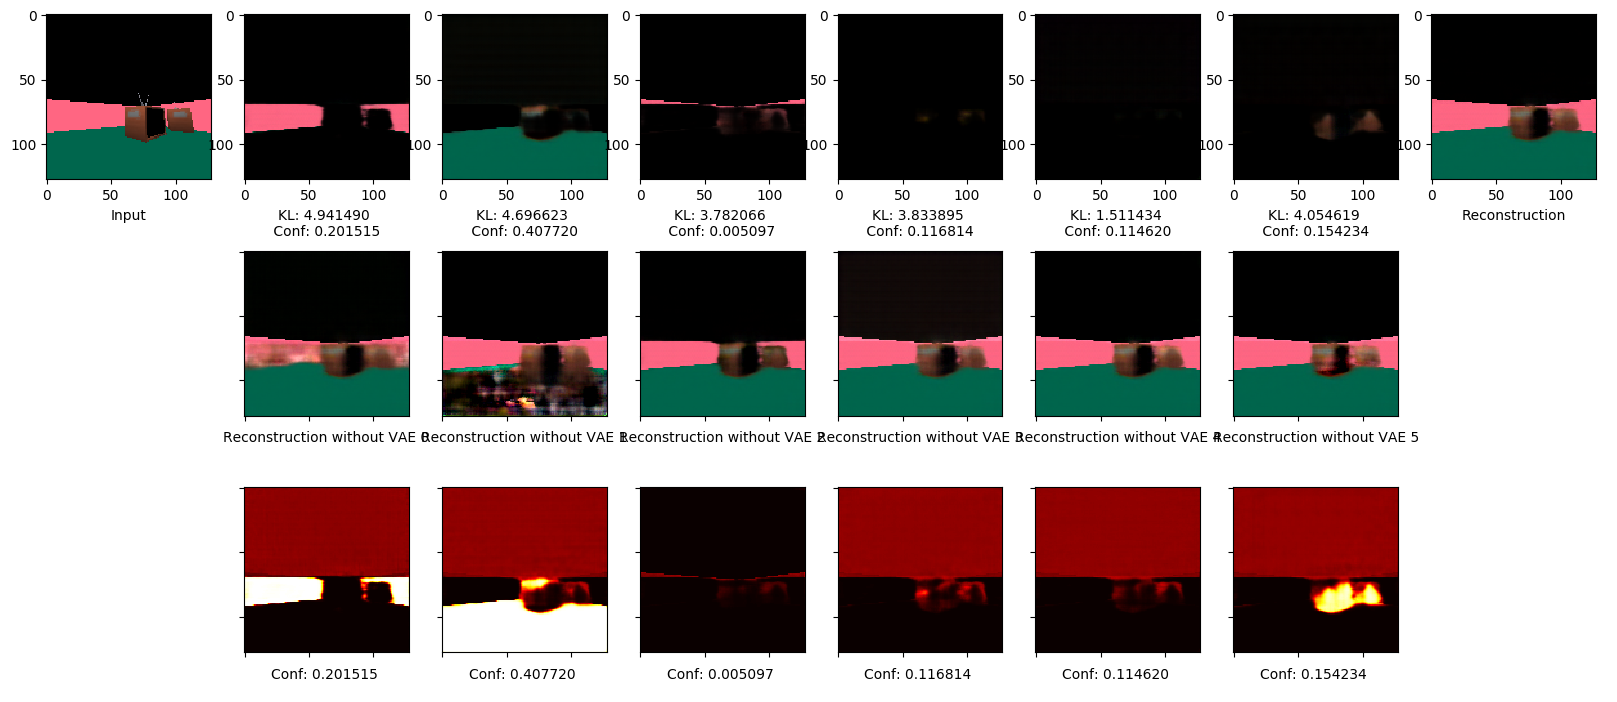 0
50
100
0 50 100
Input
0 50 100
KL: 4.941490
Conf: 0.201515
0
50
100
0 50 100
KL: 4.696623
Conf: 0.407720
0
50
100
0 50 100
KL: 3.782066
Conf: 0.005097
0
50
100
0 50 100
KL: 3.833895
Conf: 0.116814
0
50
100
0 50 100
KL: 1.511434
Conf: 0.114620
0
50
100
0 50 100
KL: 4.054619
Conf: 0.154234
0
50
100
0 50 100
Reconstruction
Reconstruction without VAE 0
Reconstruction without VAE 1
Reconstruction without VAE 2
Reconstruction without VAE 3
Reconstruction without VAE 4
Reconstruction without VAE 5
Conf: 0.201515
Conf: 0.407720
Conf: 0.005097
Conf: 0.116814
Conf: 0.114620
Conf: 0.154234